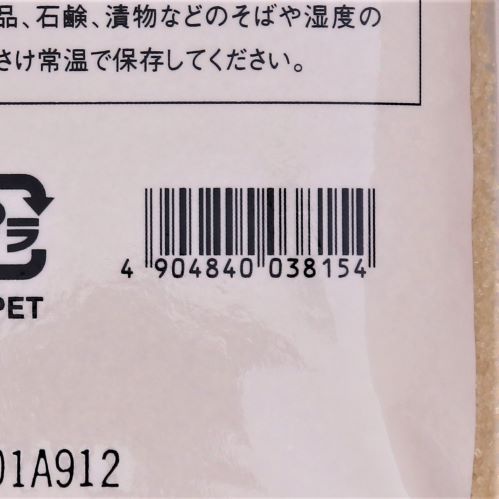 品、石鹸、漬物などのそばや湿度の
さけ常温で保存してください。
4 904840 038154
ラ
PET
01A912